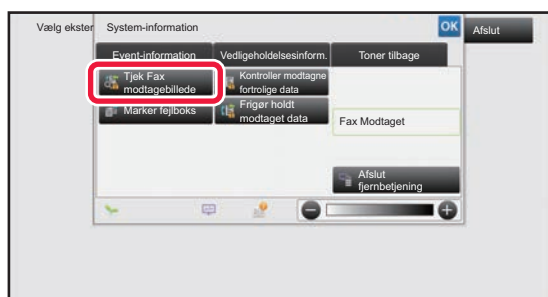 Vælg ekster
System-information
OK
Afslut
Event-information
Vedligeholdelsesinform.
Toner tilbage
Tjek Fax
modtagebillede
Kontroller modtagne
fortrolige data
Marker fejlboks
Frigør holdt
modtaget data
Fax Modtaget
Afslut
fjernbetjening